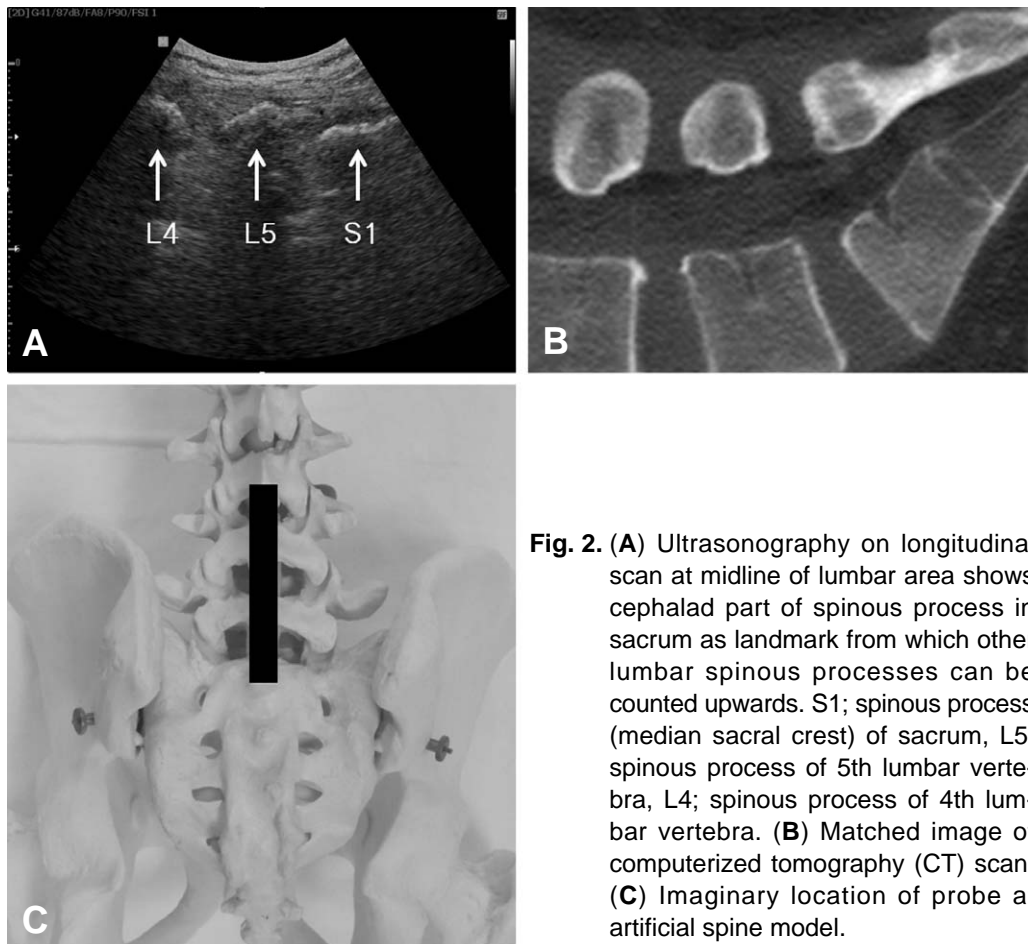 [2D] G41/87dB/FA8/P90/FSI 1
L4
L5
S1
A
B
C
Fig. 2. (A) Ultrasonography on longitudina
scan at midline of lumbar area shows
cephalad part of spinous process in
sacrum as landmark from which othe
lumbar spinous processes can be
counted upwards. S1; spinous process
(median sacral crest) of sacrum, L5
spinous process of 5th lumbar verte-
bra, L4; spinous process of 4th lum-
bar vertebra. (B) Matched image o
computerized tomography (CT) scan
(C) Imaginary location of probe a
artificial spine model.